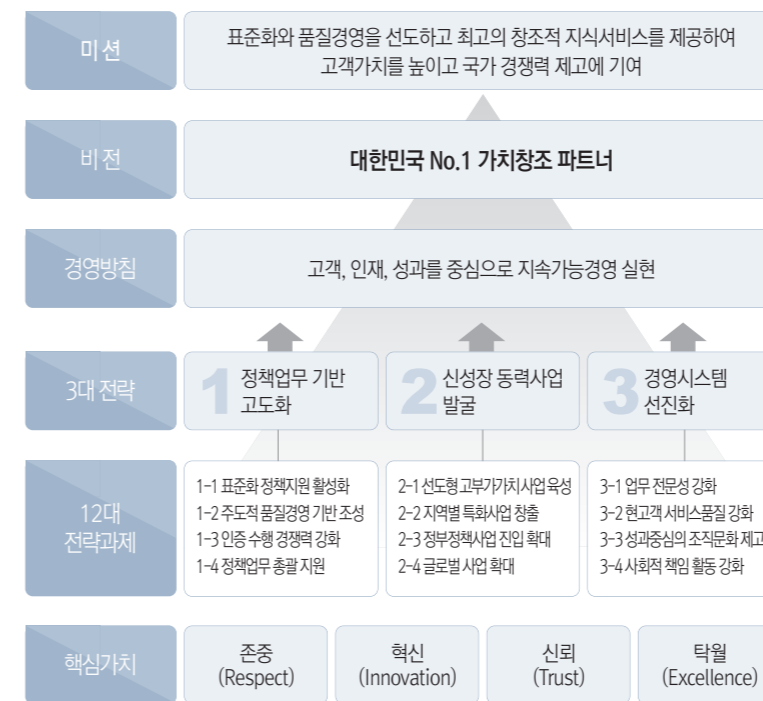 미션
표준화와 품질경영을 선도하고 최고의 창조적 지식서비스를 제공하여
고객가치를 높이고 국가 경쟁력 제고에 기여
비전
대한민국 No.1 가치창조 파트너
경영방침
고객, 인재, 성과를 중심으로 지속가능경영 실현
3대 전략
1 정책업무 기반
고도화
2 신성장 동력사업
발굴
3 경영시스템
선진화
12대
전략과제
1-1 표준화 정책지원 활성화
1-2 주도적 품질경영 기반 조성
1-3 인증 수행 경쟁력 강화
1-4 정책업무 총괄 지원
2-1 선도형 고부가가치사업 육성
2-2 지역별 특화사업 창출
2-3 정부정책사업 진입 확대
2-4 글로벌 사업 확대
3-1 업무 전문성 강화
3-2 현고객 서비스품질 강화
3-3 성과중심의 조직문화 제고
3-4 사회적 책임 활동 강화
핵심가치
존중
(Respect)
혁신
(Innovation)
신뢰
(Trust)
탁월
(Excellence)